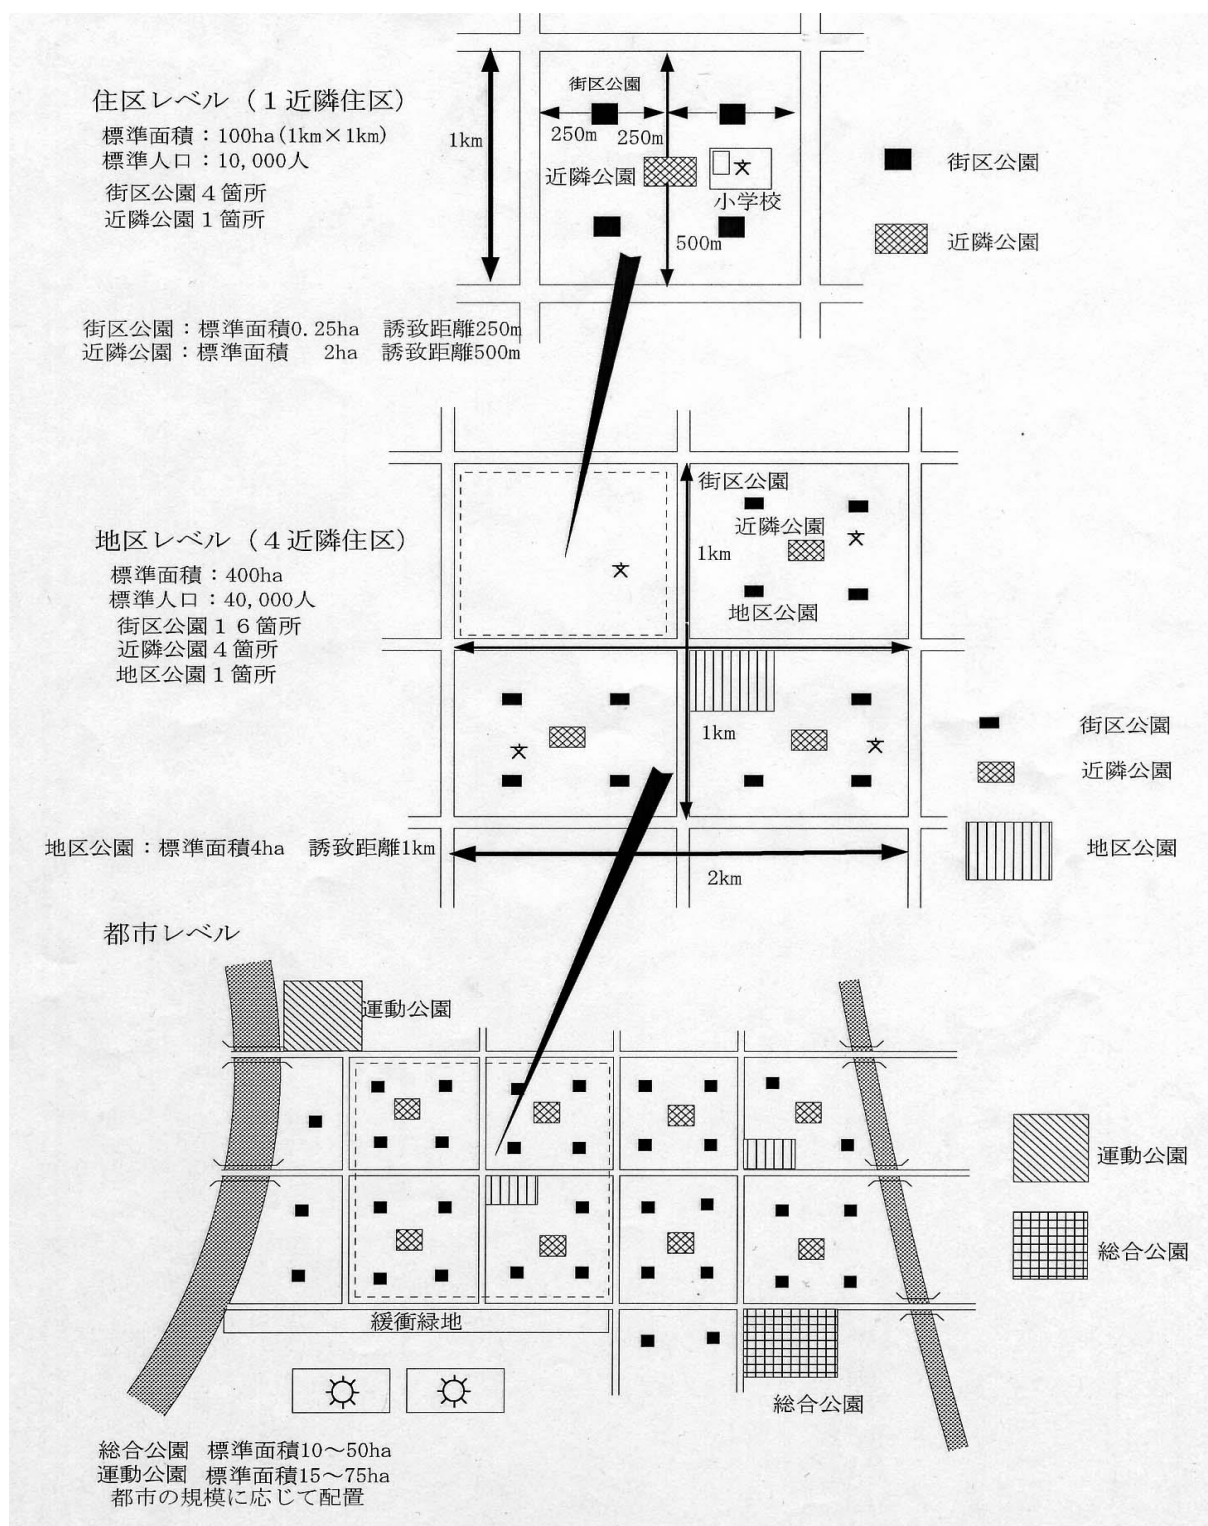 住区レベル（１近隣住区）
標準面積：100ha(1km×1km)
標準人口：10,000人
街区公園４箇所
近隣公園１箇所
1km
街区公園
250m
250m
近隣公園
文
小学校
500m
街区公園
近隣公園
街区公園：標準面積0.25ha　誘致距離250m
近隣公園：標準面積　2ha　誘致距離500m
地区レベル（４近隣住区）
標準面積：400ha
標準人口：40,000人
街区公園１６箇所
近隣公園４箇所
地区公園１箇所
街区公園
近隣公園
1km
文
文
地区公園
1km
文
文
街区公園
近隣公園
地区公園
地区公園：標準面積4ha　誘致距離1km
2km
都市レベル
運動公園
運動公園
総合公園
緩衝緑地
総合公園
総合公園　標準面積10～50ha
運動公園　標準面積15～75ha
都市の規模に応じて配置